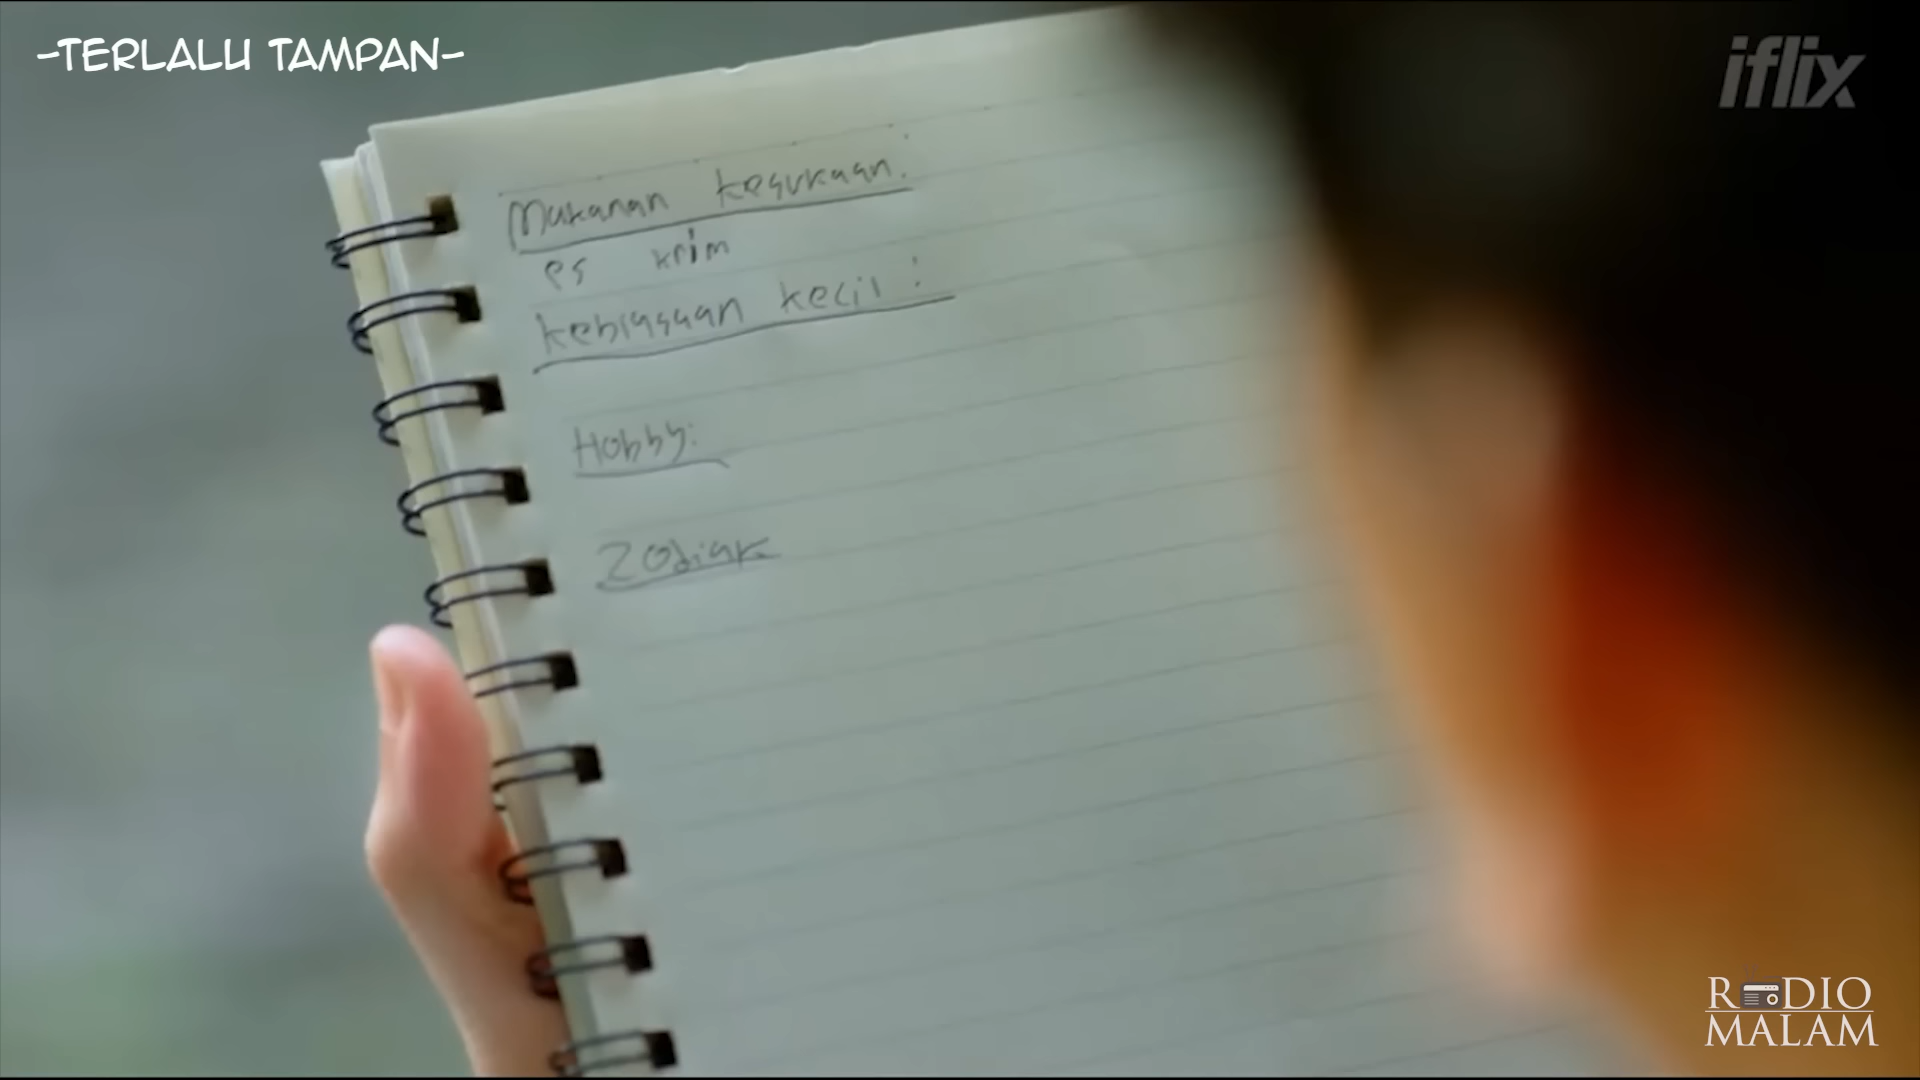 -TERLALU TAMPAN-
iflix
Makanan kesukaan:
es krim
kebiasaan kecil :
Hobby:
Zodiak
RADIO
MALAM